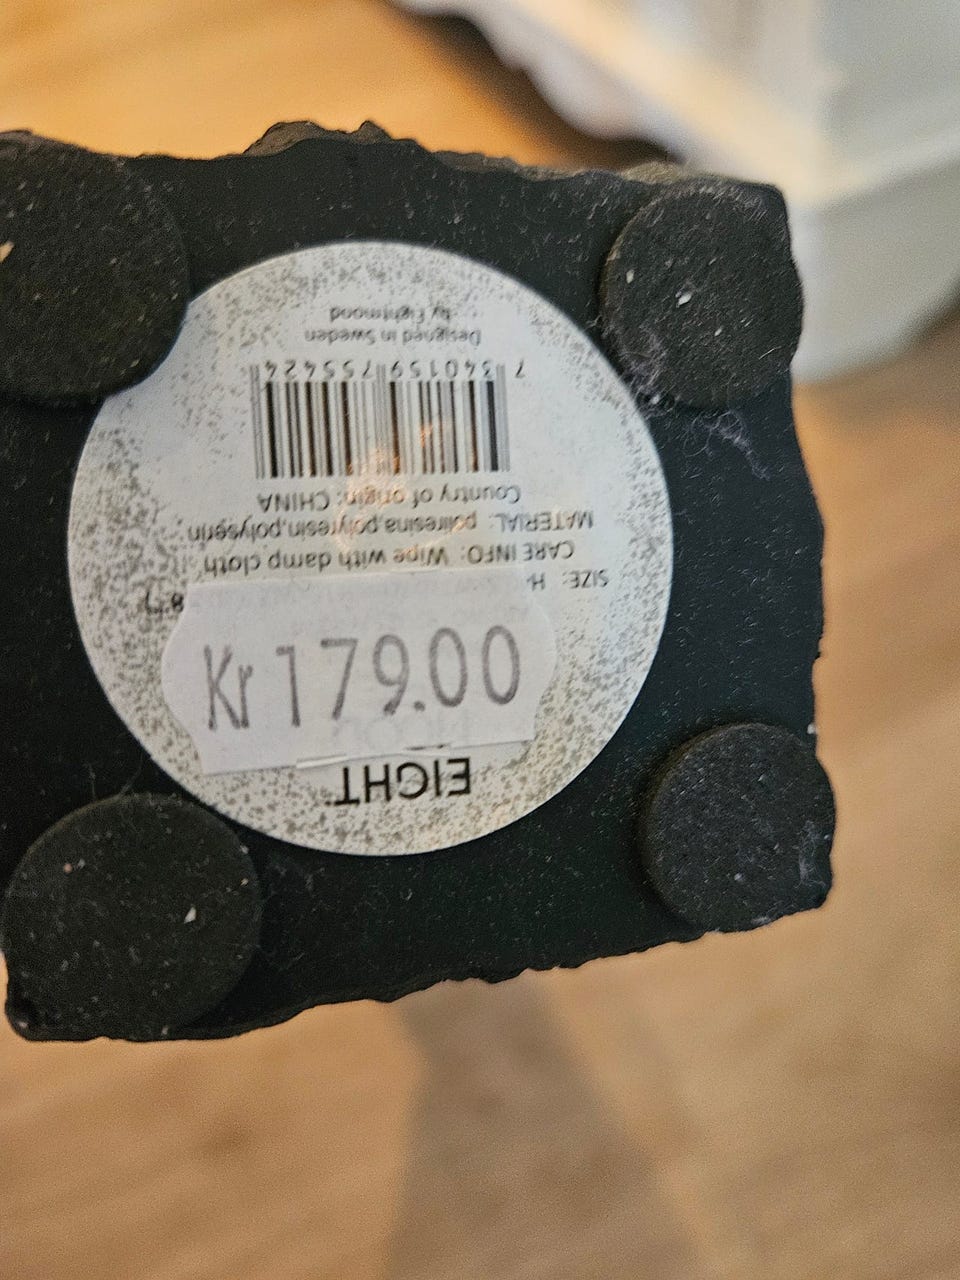 EIGHT
Kr 179.00
SIZE: H
CARE INFO: Wipe with damp cloth
MATERIAL: poliresina,polyresin,polyserin
Country of origin: CHINA
7 340159 755424
Designed in Sweden
by Eightmood